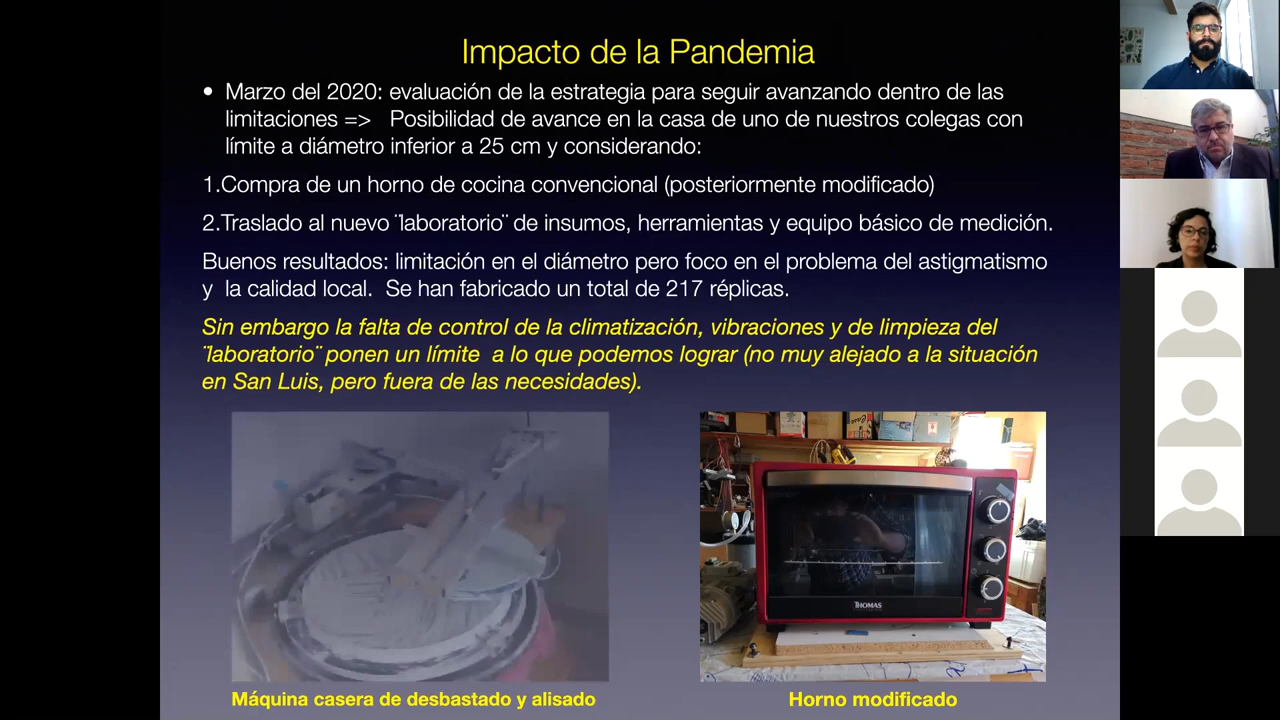 Impacto de la Pandemia
• Marzo del 2020: evaluación de la estrategia para seguir avanzando dentro de las
limitaciones => Posibilidad de avance en la casa de uno de nuestros colegas con
límite a diámetro inferior a 25 cm y considerando:
1.Compra de un horno de cocina convencional (posteriormente modificado)
2.Traslado al nuevo ¨laboratorio¨ de insumos, herramientas y equipo básico de medición.
Buenos resultados: limitación en el diámetro pero foco en el problema del astigmatismo
y la calidad local. Se han fabricado un total de 217 réplicas.
Sin embargo la falta de control de la climatización, vibraciones y de limpieza del
¨laboratorio¨ ponen un límite a lo que podemos lograr (no muy alejado a la situación
en San Luis, pero fuera de las necesidades).
THOMAS
Máquina casera de desbastado y alisado
Horno modificado